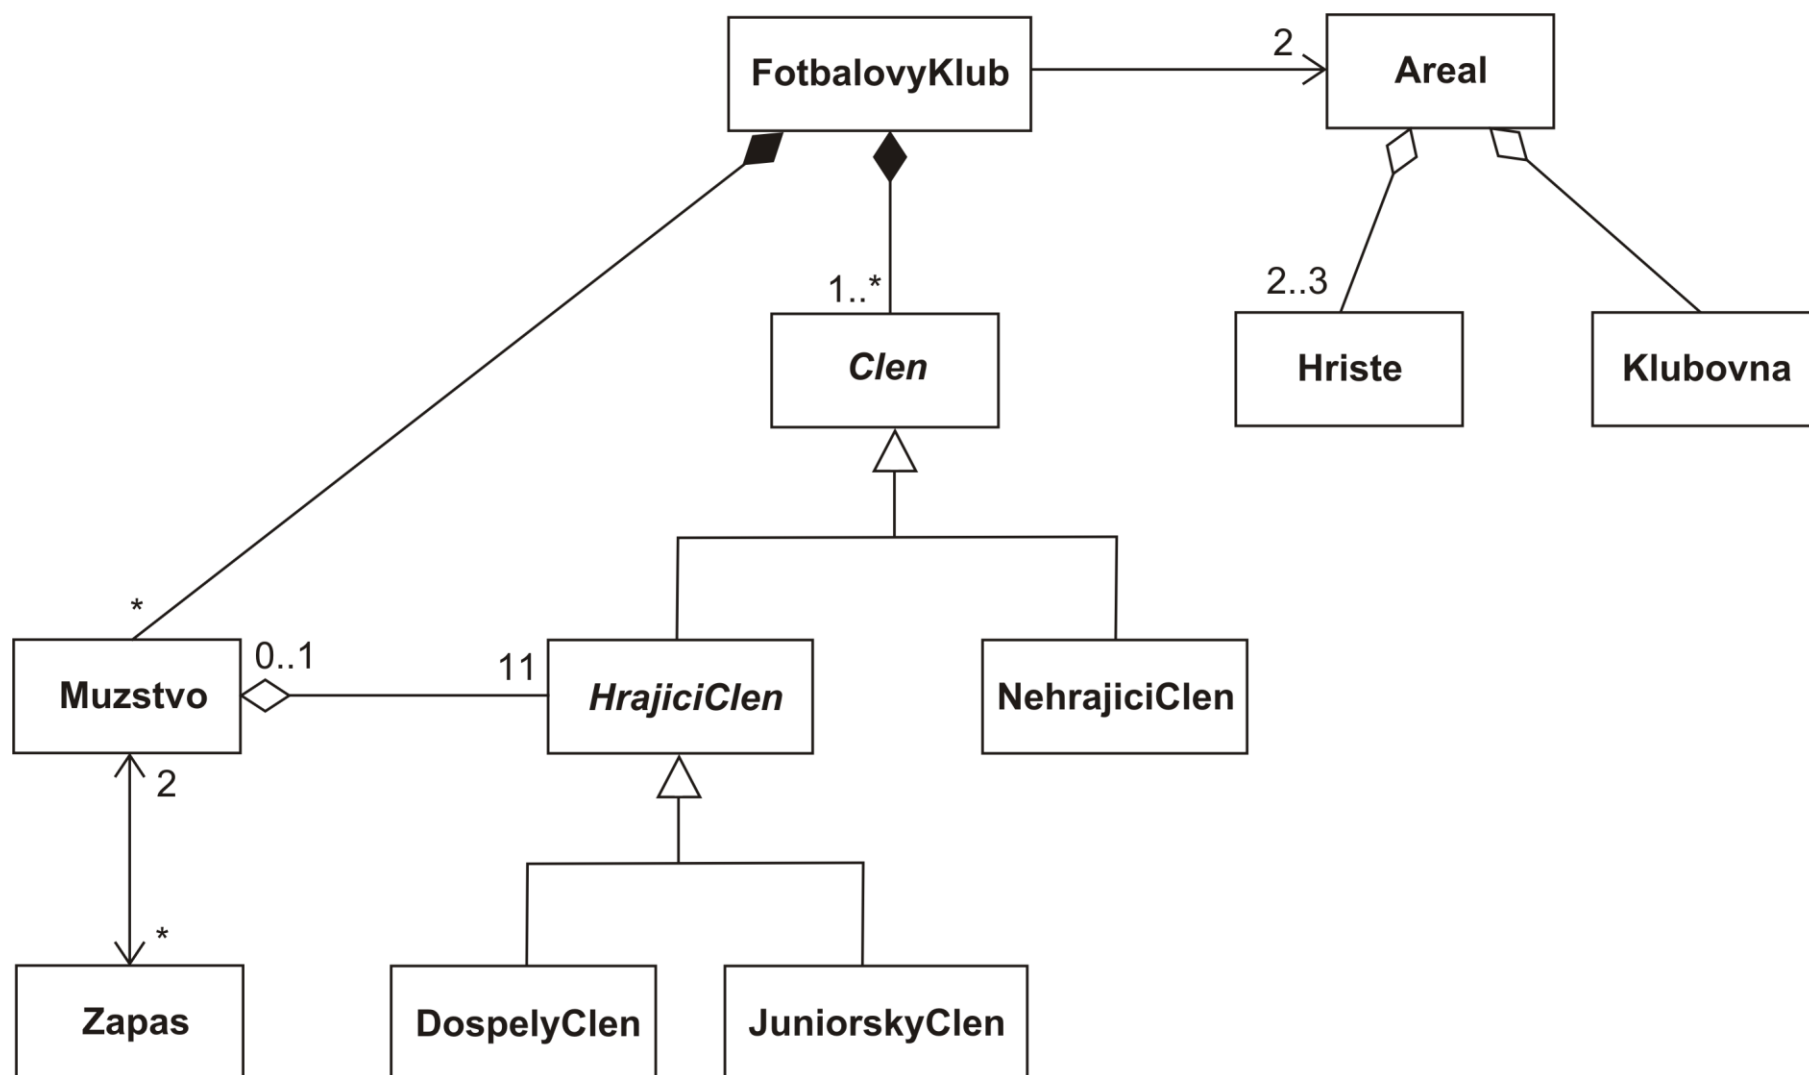 FotbalovyKlub
2
Areal
1..*
2..3
Clen
Hriste
Klubovna
*
0..1
11
Muzstvo
HrajiciClen
NehrajiciClen
2
*
Zapas
DospelyClen
JuniorskyClen